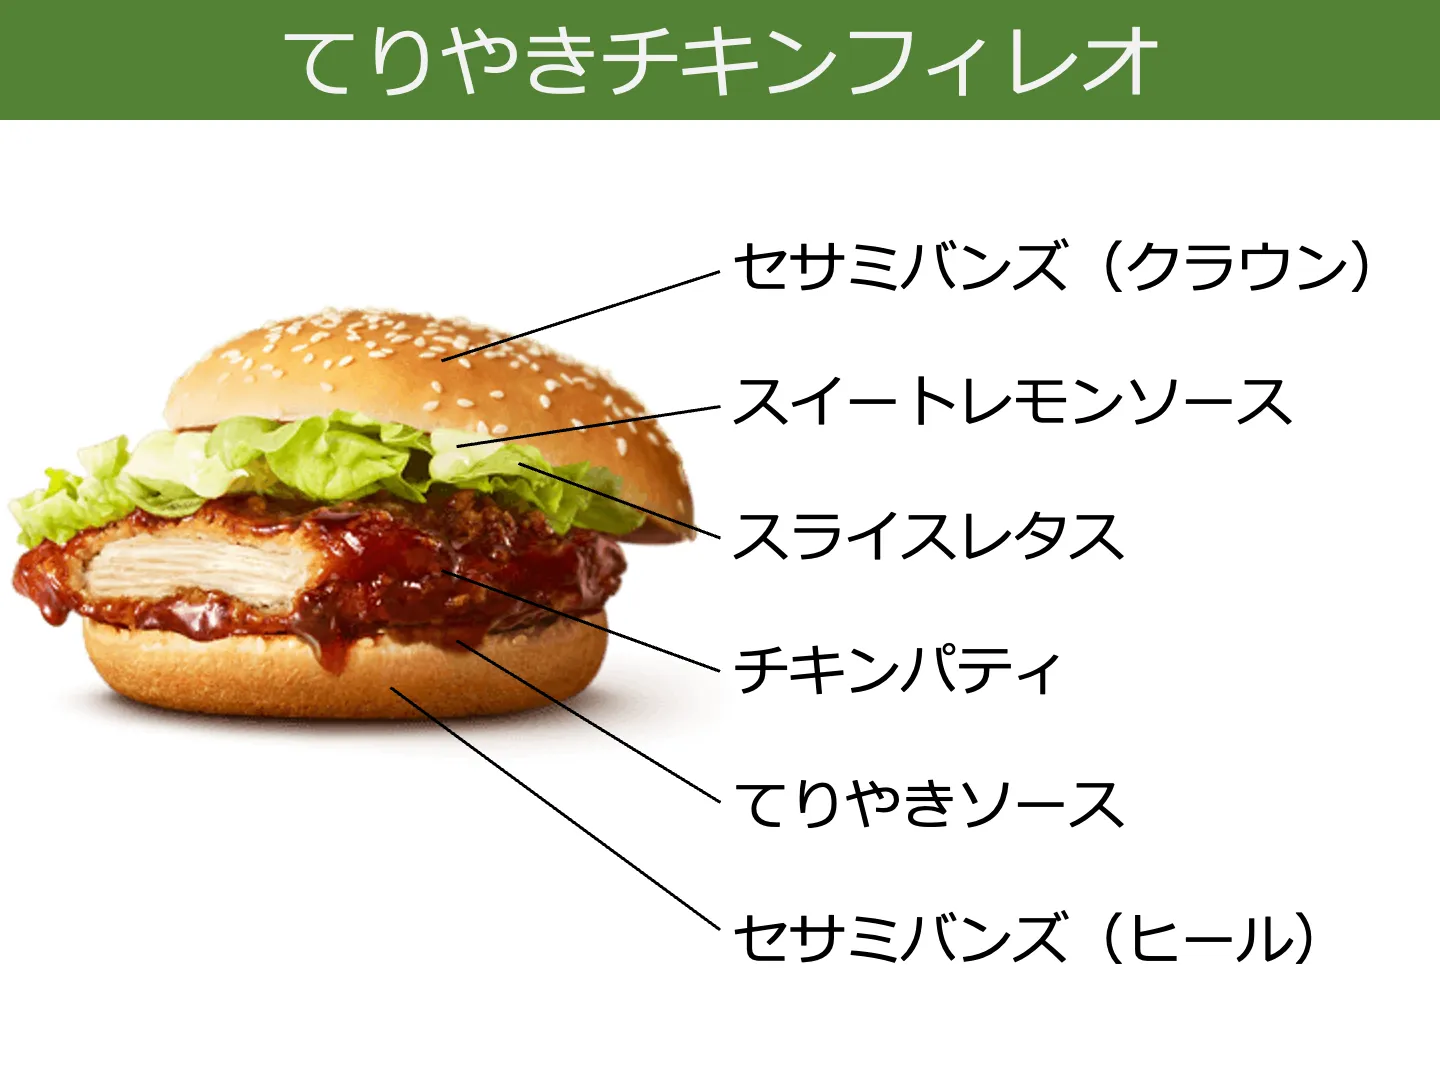 てりやきチキンフィレオ
セサミバンズ（クラウン）
スイートレモンソース
スライスレタス
チキンパティ
てりやきソース
セサミバンズ（ヒール）